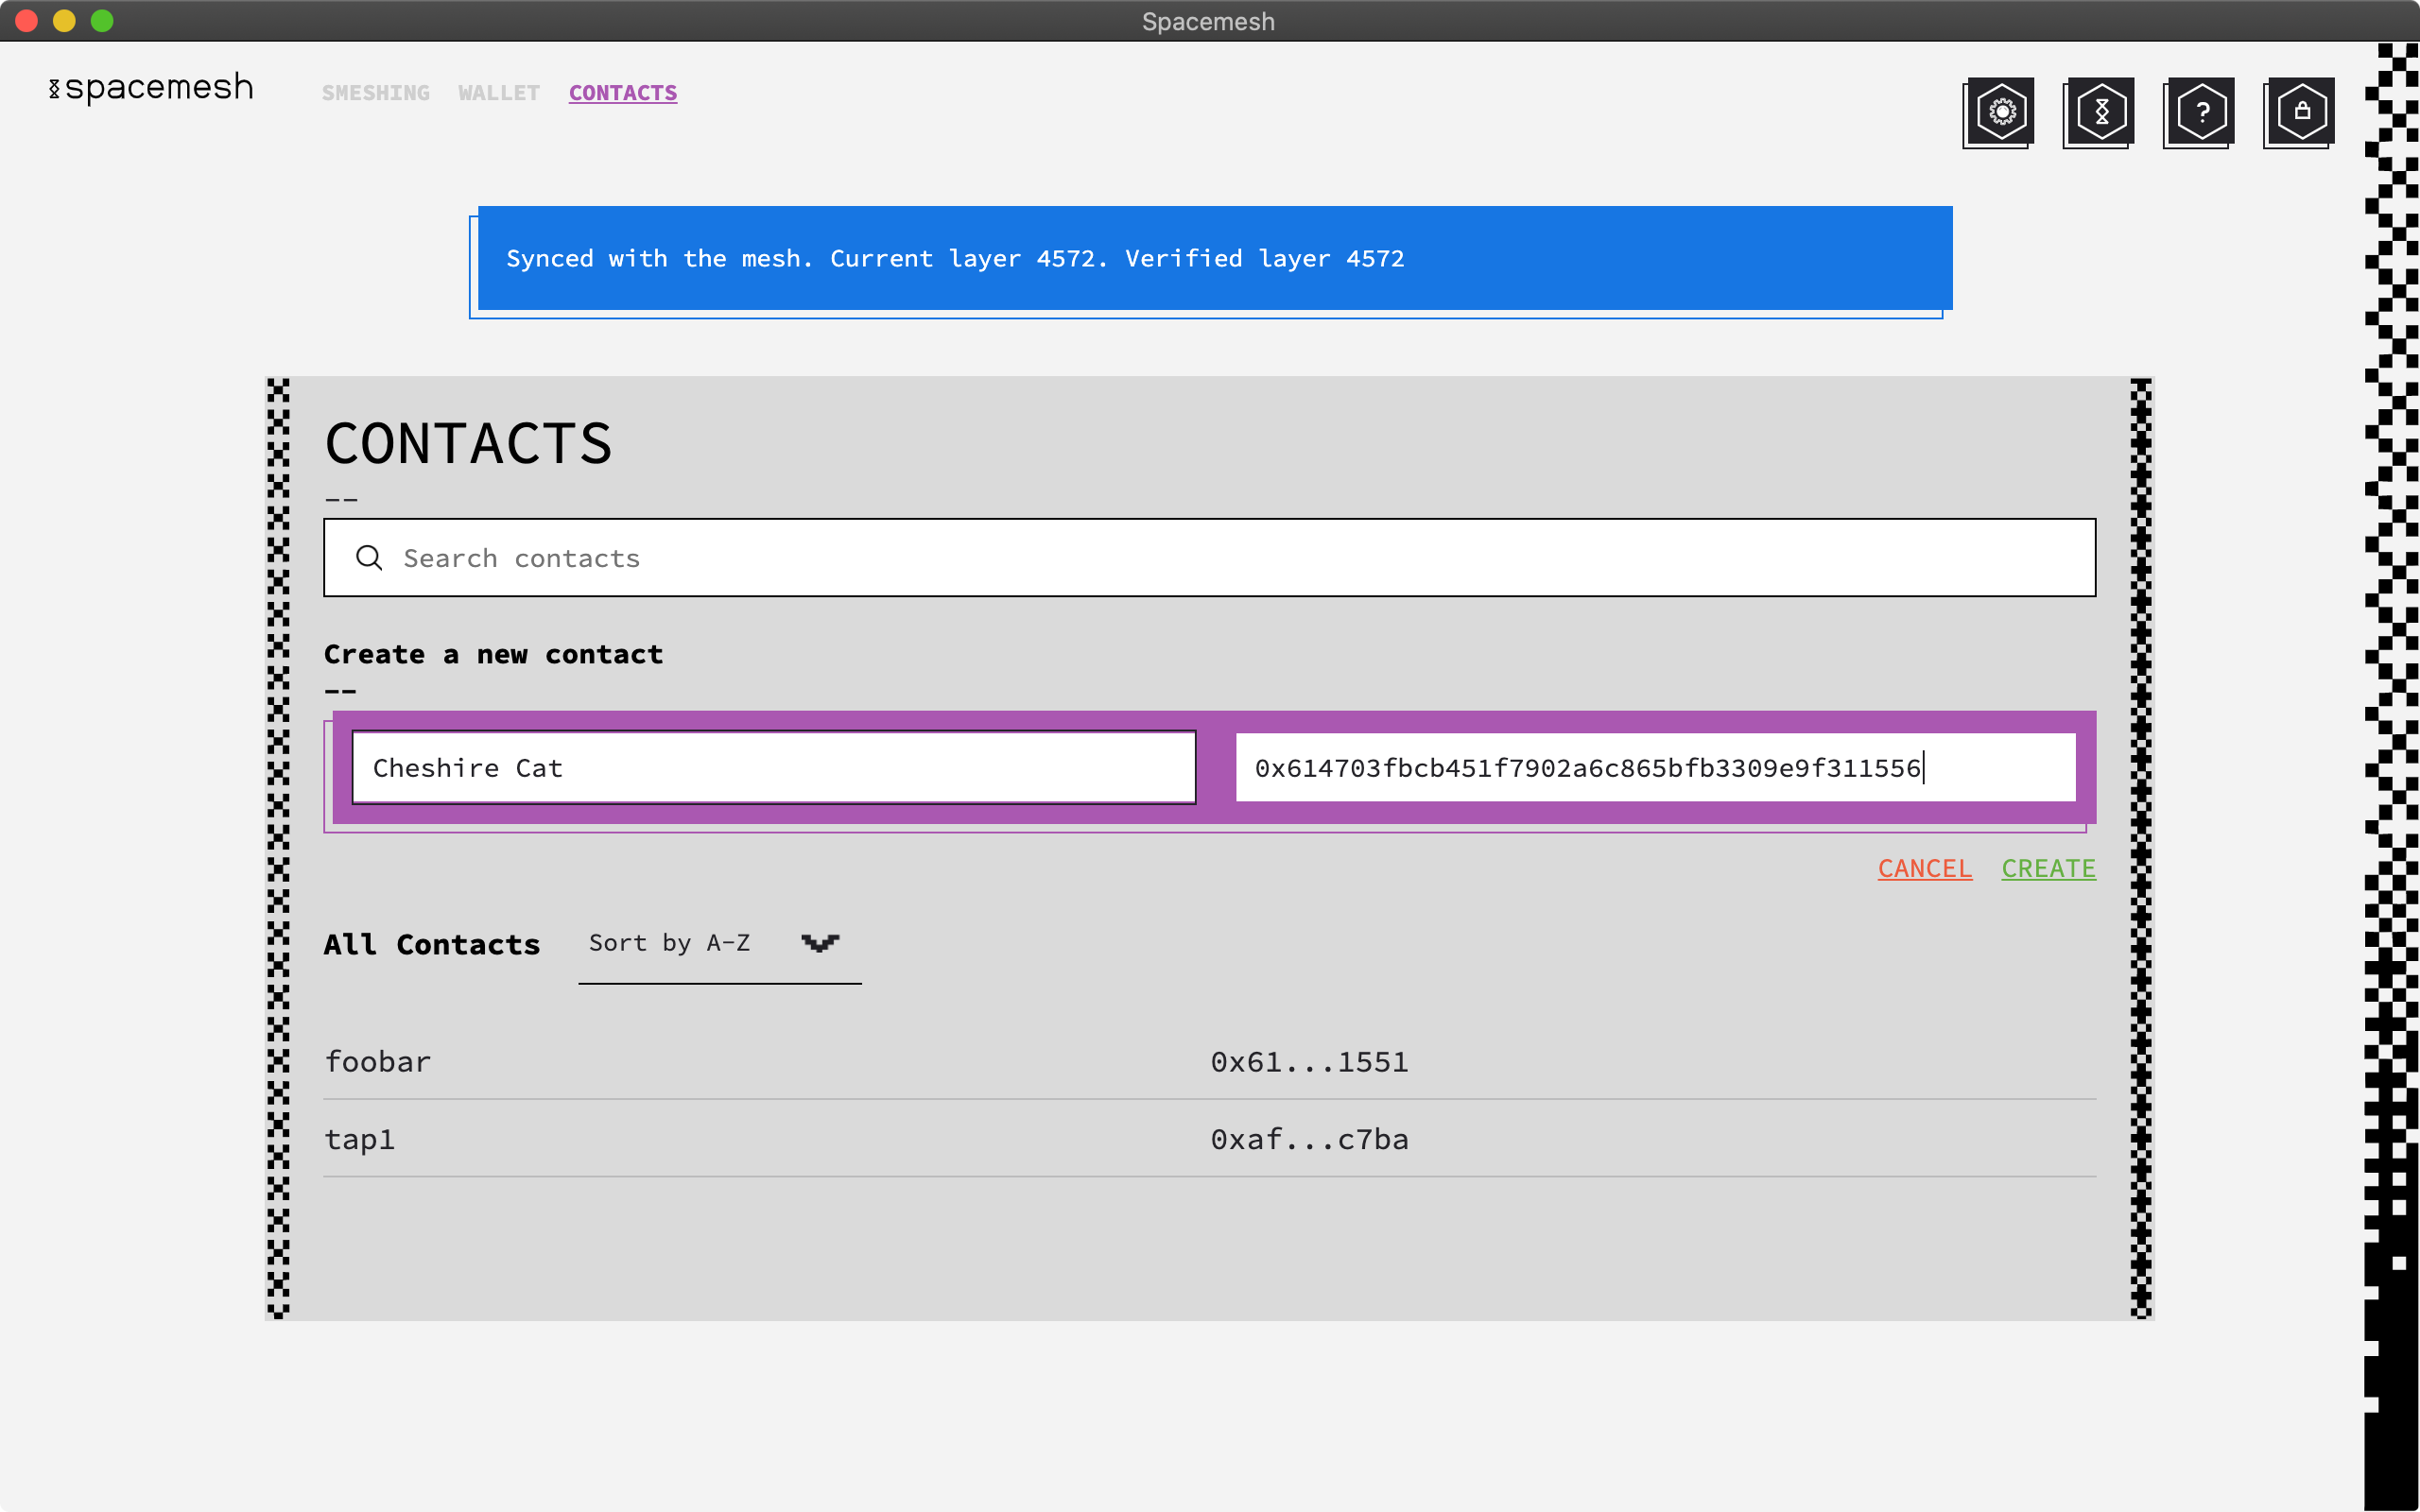 Spacemesh
spacemesh
SMESHING WALLET CONTACTS
?
Synced with the mesh. Current layer 4572. Verified layer 4572
CONTACTS
--
Search contacts
Create a new contact
--
Cheshire Cat 0x614703fbcb451f7902a6c865bfb3309e9f311556
CANCEL CREATE
All Contacts Sort by A-Z
foobar 0x61...1551
tap1 0xaf...c7ba